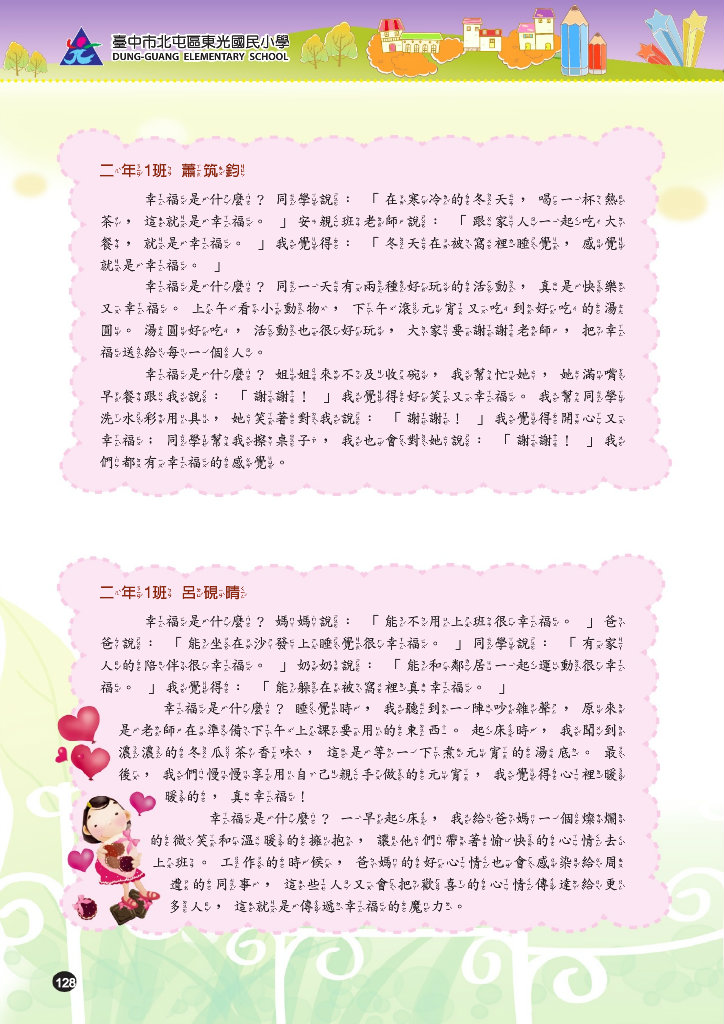 臺中市北屯區東光國民小學
DUNG-GUANG ELEMENTARY SCHOOL
二年1班 蕭筑鈞
幸福是什麼？同學說：「在寒冷的冬天，喝一杯熱
茶，這就是幸福。」安親班老師說：「跟家人一起吃大
餐，就是幸福。」我覺得：「冬天在被窩裡睡覺，感覺
就是幸福。」
幸福是什麼？同一天有兩種好玩的活動，真是快樂
又幸福。上午看小動物，下午滾元宵又吃到好吃的湯
圓。湯圓好吃，活動也很好玩，大家要謝謝老師，把幸
福送給每一個人。
幸福是什麼？姐姐來不及收碗，我幫忙她，她滿嘴
早餐跟我說：「謝謝！」我覺得好笑又幸福。我幫同學
洗水彩用具，她笑著對我說：「謝謝！」我覺得開心又
幸福；同學幫我擦桌子，我也會對她說：「謝謝！」我
們都有幸福的感覺。
二年1班 呂硯晴
幸福是什麼？媽媽說：「能不用上班很幸福。」爸
爸說：「能坐在沙發上睡覺很幸福。」同學說：「有家
人的陪伴很幸福。」奶奶說：「能和鄰居一起運動很幸
福。」我覺得：「能躲在被窩裡真幸福。」
幸福是什麼？睡覺時，我聽到一陣吵雜聲，原來
是老師在準備下午上課要用的東西。起床時，我聞到
濃濃的冬瓜茶香味，這是等一下煮元宵的湯底。最
後，我們慢慢享用自己親手做的元宵，我覺得心裡暖
暖的，真幸福！
幸福是什麼？一早起床，我給爸媽一個燦爛
的微笑和溫暖的擁抱，讓他們帶著愉快的心情去
上班。工作的時候，爸媽的好心情也會感染給周
遭的同事，這些人又會把歡喜的心情傳達給更
多人，這就是傳遞幸福的魔力。
128